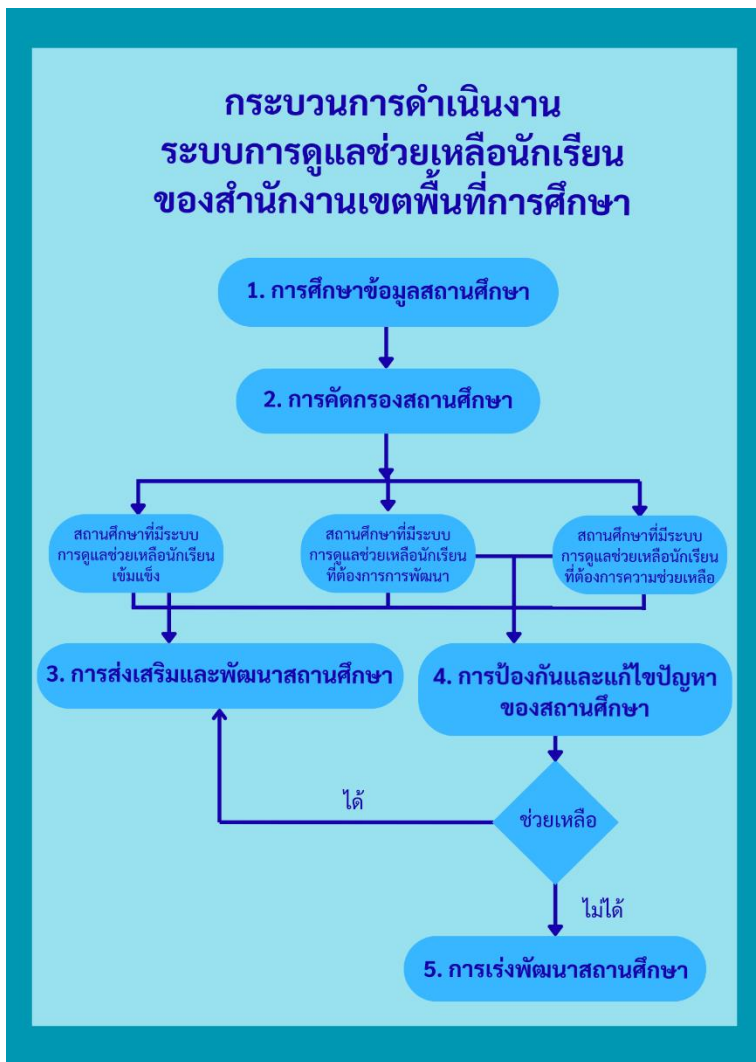 กระบวนการดำเนินงาน
ระบบการดูแลช่วยเหลือนักเรียน
ของสำนักงานเขตพื้นที่การศึกษา
1. การศึกษาข้อมูลสถานศึกษา
2. การคัดกรองสถานศึกษา
สถานศึกษาที่มีระบบ
การดูแลช่วยเหลือนักเรียน
เข้มแข็ง
สถานศึกษาที่มีระบบ
การดูแลช่วยเหลือนักเรียน
ที่ต้องการการพัฒนา
สถานศึกษาที่มีระบบ
การดูแลช่วยเหลือนักเรียน
ที่ต้องการความช่วยเหลือ
3. การส่งเสริมและพัฒนาสถานศึกษา
4. การป้องกันและแก้ไขปัญหา
ของสถานศึกษา
ได้
ช่วยเหลือ
ไม่ได้
5. การเร่งพัฒนาสถานศึกษา